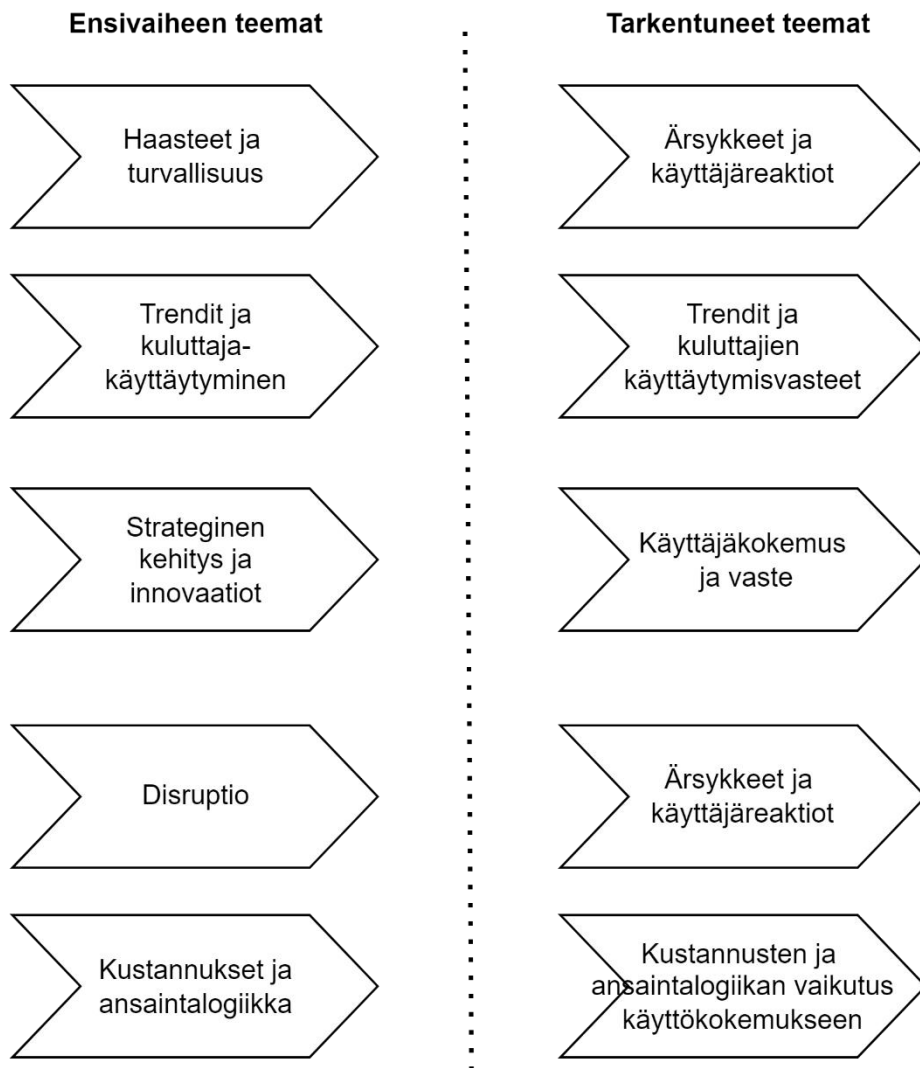 Ensivaiheen teemat
Tarkentuneet teemat
Haasteet ja
turvallisuus
Ärsykkeet ja
käyttäjäreaktiot
Trendit ja
kuluttaja-
käyttäytyminen
Trendit ja
kuluttajien
käyttäytymisvasteet
Strateginen
kehitys ja
innovaatiot
Käyttäjäkokemus
ja vaste
Disruptio
Ärsykkeet ja
käyttäjäreaktiot
Kustannukset ja
ansaintalogiikka
Kustannusten ja
ansaintalogiikan vaikutus
käyttökokemukseen